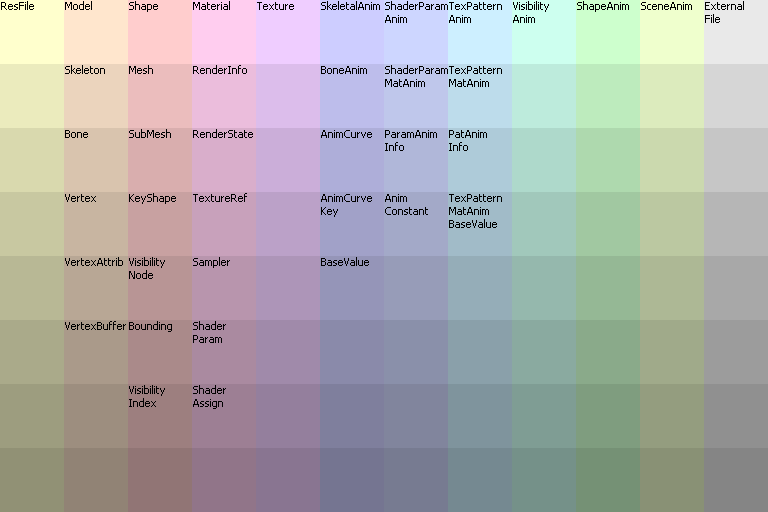 ResFile Model Shape Material Texture SkeletalAnim ShaderParam TexPattern Visibility ShapeAnim SceneAnim External
Anim Anim Anim File
Skeleton Mesh RenderInfo BoneAnim ShaderParam TexPattern
MatAnim MatAnim
Bone SubMesh RenderState AnimCurve ParamAnim PatAnim
Info Info
Vertex KeyShape TextureRef AnimCurve Anim TexPattern
Key Constant MatAnim
BaseValue
VertexAttrib Visibility Sampler BaseValue
Node
VertexBuffer Bounding Shader
Param
Visibility Shader
Index Assign